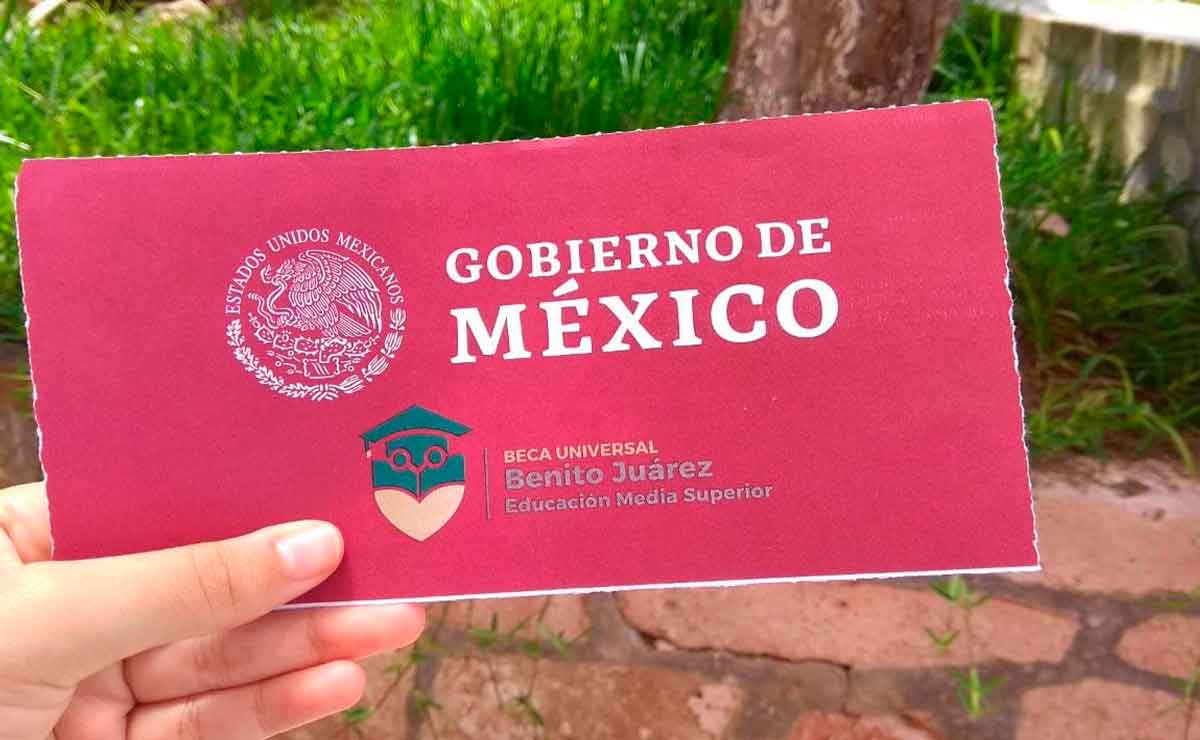 ESTADOS UNIDOS MEXICANOS
GOBIERNO DE
MÉXICO
BECA UNIVERSAL
Benito Juárez
Educación Media Superior